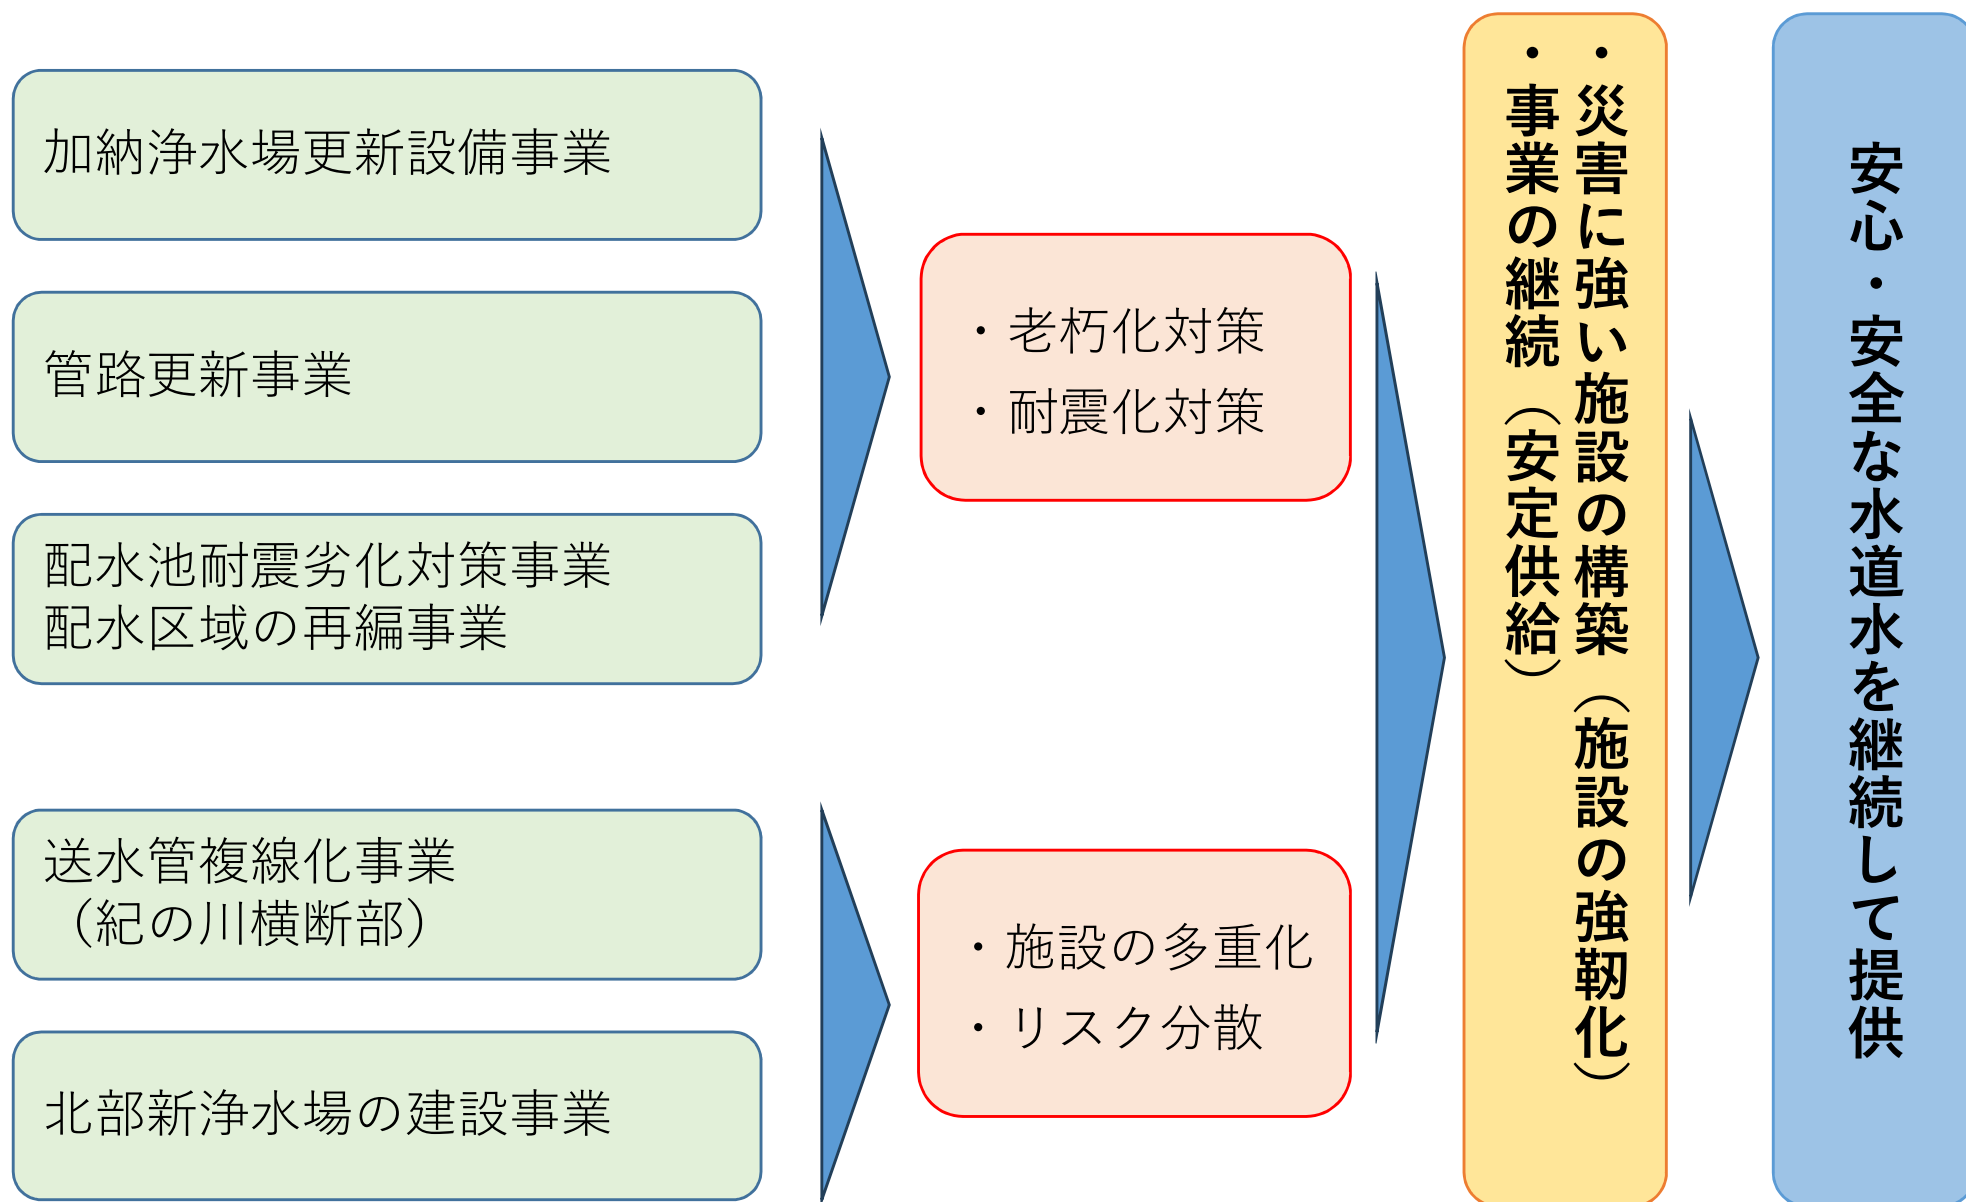 加納浄水場更新設備事業
管路更新事業
配水池耐震劣化対策事業
配水区域の再編事業
送水管複線化事業
（紀の川横断部）
北部新浄水場の建設事業
・老朽化対策
・耐震化対策
・施設の多重化
・リスク分散
・災害に強い施設の構築（施設の強靭化）
・事業の継続（安定供給）
安心・安全な水道水を継続して提供